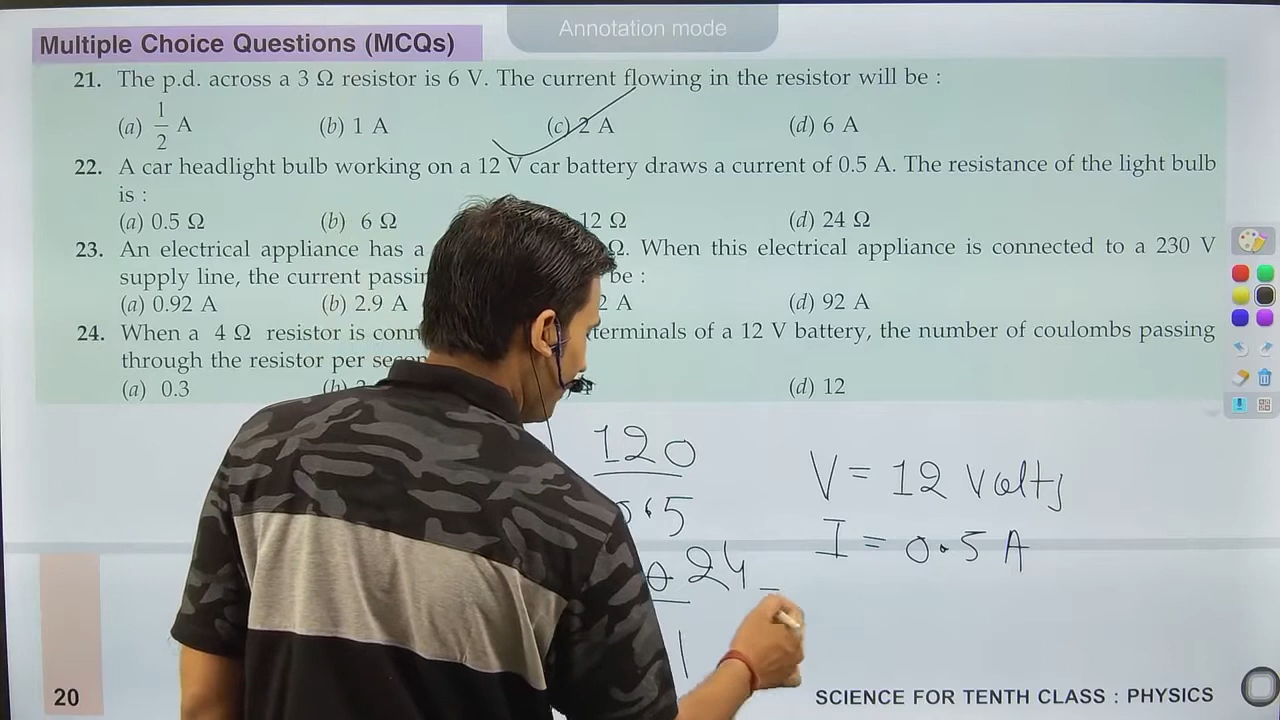 Annotation mode
Multiple Choice Questions (MCQs)
21. The p.d. across a 3 Ω resistor is 6 V. The current flowing in the resistor will be :
(a) 1/2 A (b) 1 A (c) 2 A (d) 6 A
22. A car headlight bulb working on a 12 V car battery draws a current of 0.5 A. The resistance of the light bulb
is :
(a) 0.5 Ω (b) 6 Ω 12 Ω (d) 24 Ω
23. An electrical appliance has a Ω. When this electrical appliance is connected to a 230 V
supply line, the current be :
(a) 0.92 A (b) 2.9 A 2 A (d) 92 A
24. When a 4 Ω resistor is terminals of a 12 V battery, the number of coulombs passing
through the resistor per
(a) 0.3 (b) (d) 12
120
0.5
24
1
V = 12 Volts
I = 0.5 A
20
SCIENCE FOR TENTH CLASS : PHYSICS